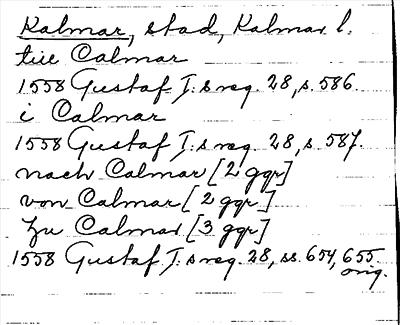 Kalmar, stad, Kalmar l.
till Calmar
1558 Gustaf I:s reg. 28, s. 586.
i Calmar
1558 Gustaf I:s reg. 28, s. 587.
nach Calmar [2 ggr]
von Calmar [2 ggr]
Zu Calmar [3 ggr]
1558 Gustaf I:s reg. 28, ss. 654, 655.
orig.